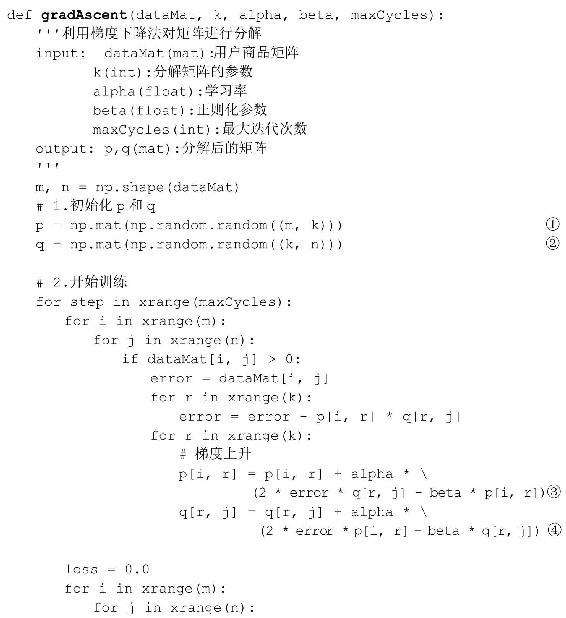 def gradAscent(dataMat, k, alpha, beta, maxCycles):
    '''利用梯度下降法对矩阵进行分解
    input:  dataMat(mat):用户商品矩阵
            k(int):分解矩阵的参数
            alpha(float):学习率
            beta(float):正则化参数
            maxCycles(int):最大迭代次数
    output: p,q(mat):分解后的矩阵
    '''
    m, n = np.shape(dataMat)
    # 1.初始化p和q
    p = np.mat(np.random.random((m, k))) ①
    q = np.mat(np.random.random((k, n))) ②
    # 2.开始训练
    for step in xrange(maxCycles):
        for i in xrange(m):
            for j in xrange(n):
                if dataMat[i, j] > 0:
                    error = dataMat[i, j]
                    for r in xrange(k):
                        error = error - p[i, r] * q[r, j]
                    for r in xrange(k):
                        # 梯度上升
                        p[i, r] = p[i, r] + alpha * \
                                  (2 * error * q[r, j] - beta * p[i, r])③
                        q[r, j] = q[r, j] + alpha * \
                                  (2 * error * p[i, r] - beta * q[r, j]) ④
        loss = 0.0
        for i in xrange(m):
            for j in xrange(n):